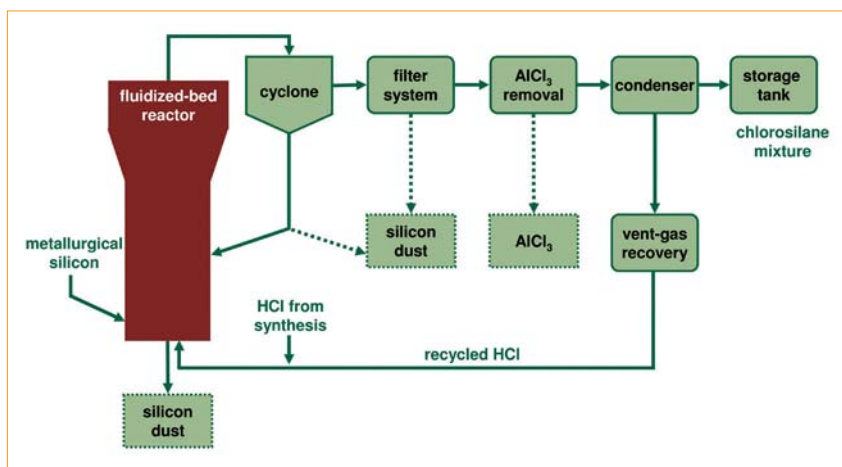 fluidized-bed
reactor
cyclone
filter
system
AlCl₃
removal
condenser
storage
tank
chlorosilane
mixture
metallurgical
silicon
silicon
dust
AlCl₃
vent-gas
recovery
HCl from
synthesis
recycled HCl
silicon
dust